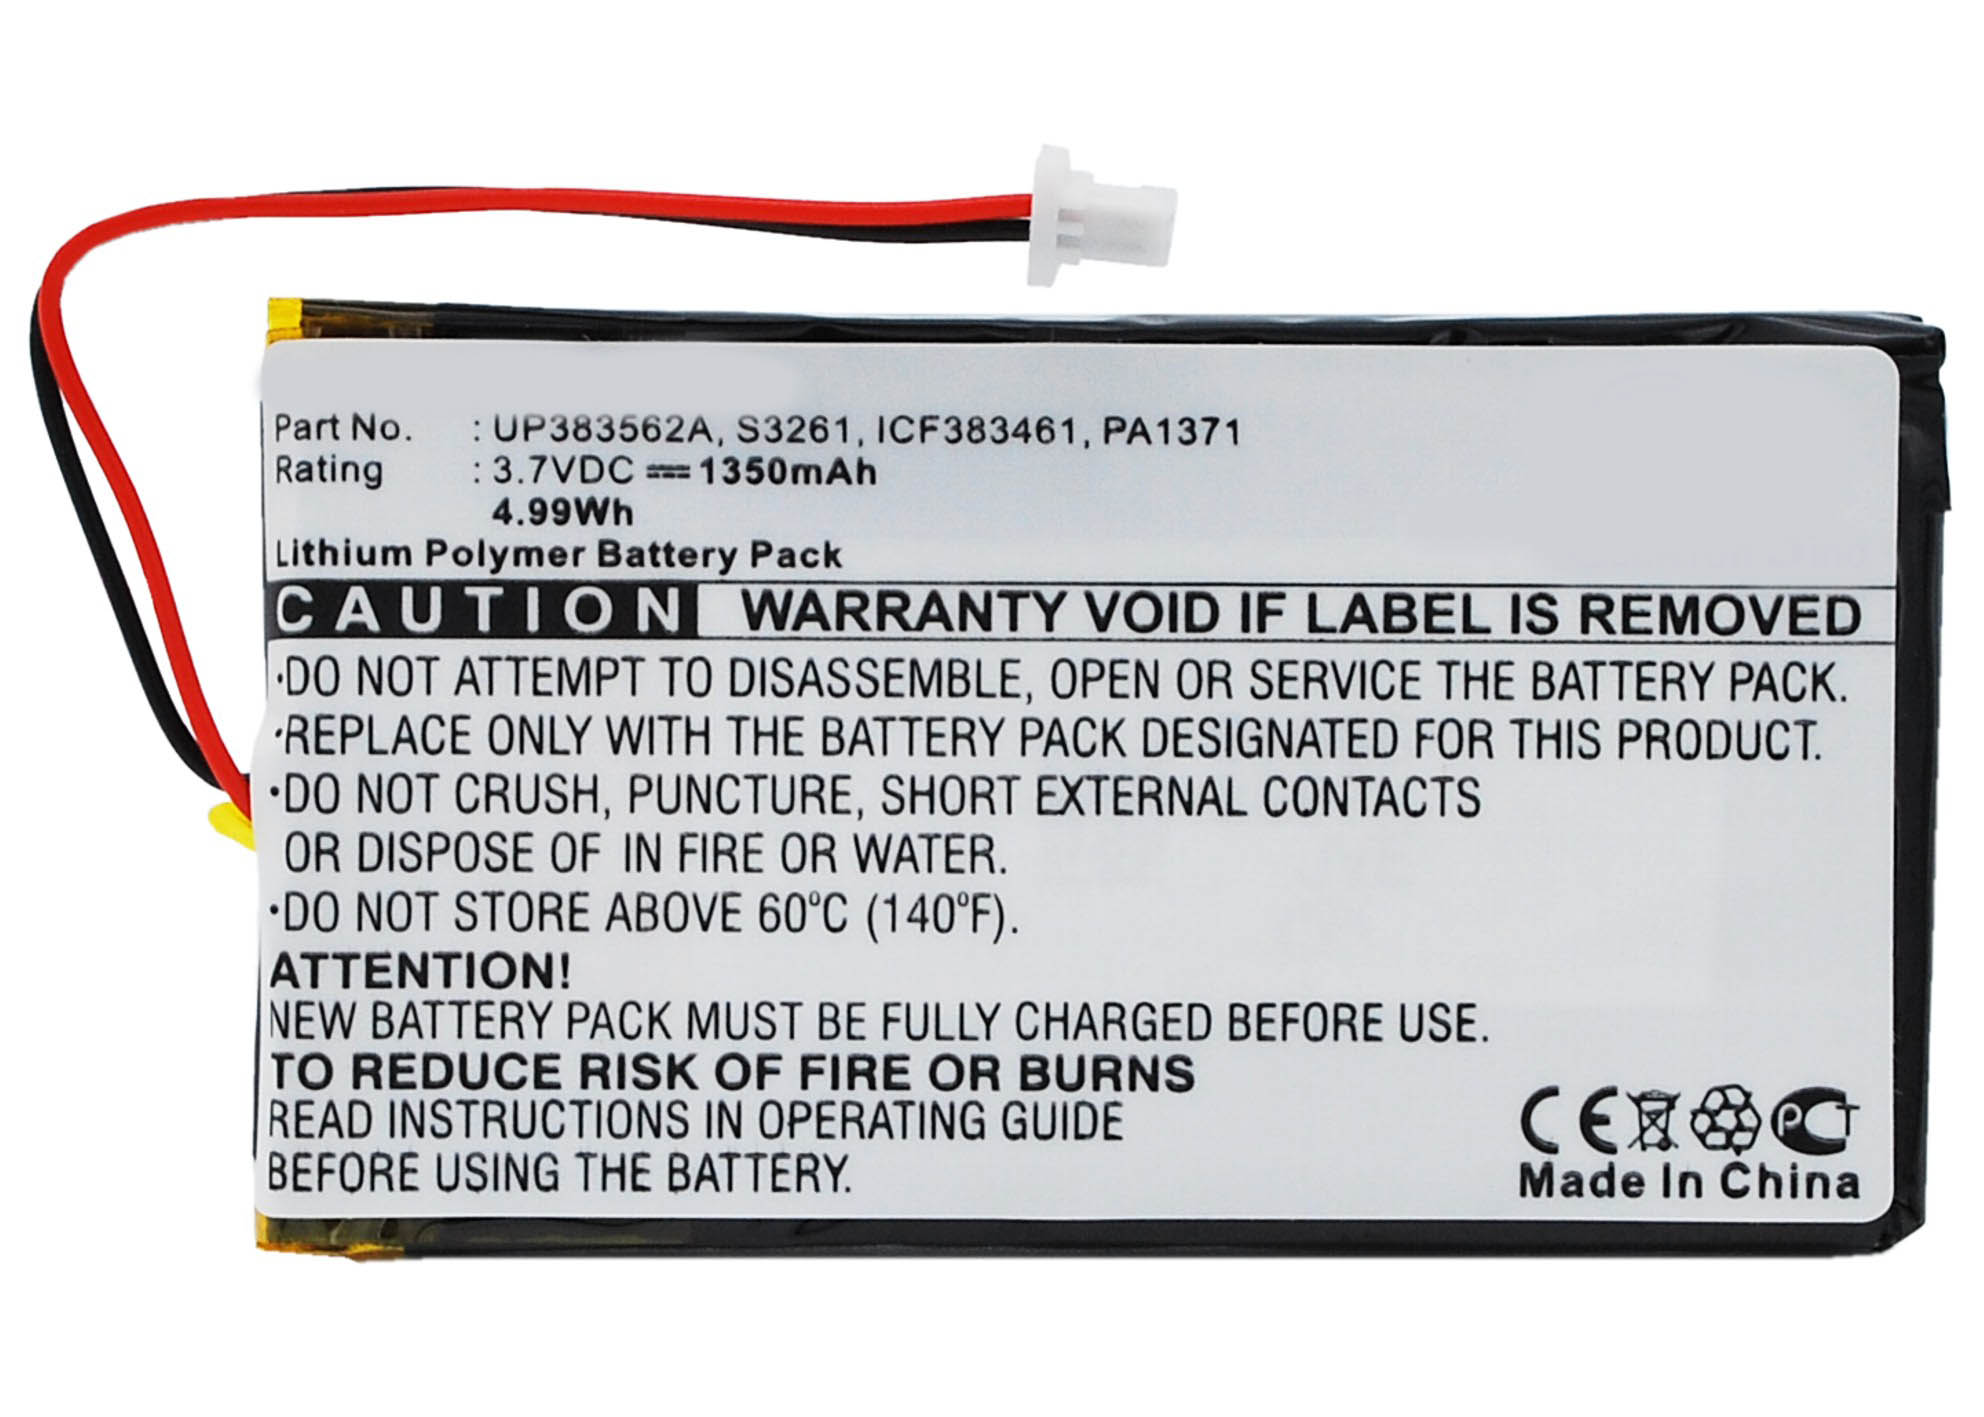 Part No. : UP383562A, S3261, ICF383461, PA1371
Rating : 3.7VDC ⎓ 1350mAh
4.99Wh
Lithium Polymer Battery Pack
CAUTION WARRANTY VOID IF LABEL IS REMOVED
·DO NOT ATTEMPT TO DISASSEMBLE, OPEN OR SERVICE THE BATTERY PACK.
·REPLACE ONLY WITH THE BATTERY PACK DESIGNATED FOR THIS PRODUCT.
·DO NOT CRUSH, PUNCTURE, SHORT EXTERNAL CONTACTS
OR DISPOSE OF IN FIRE OR WATER.
·DO NOT STORE ABOVE 60°C (140°F).
ATTENTION!
NEW BATTERY PACK MUST BE FULLY CHARGED BEFORE USE.
TO REDUCE RISK OF FIRE OR BURNS
READ INSTRUCTIONS IN OPERATING GUIDE
BEFORE USING THE BATTERY.
CE PCT
Made In China